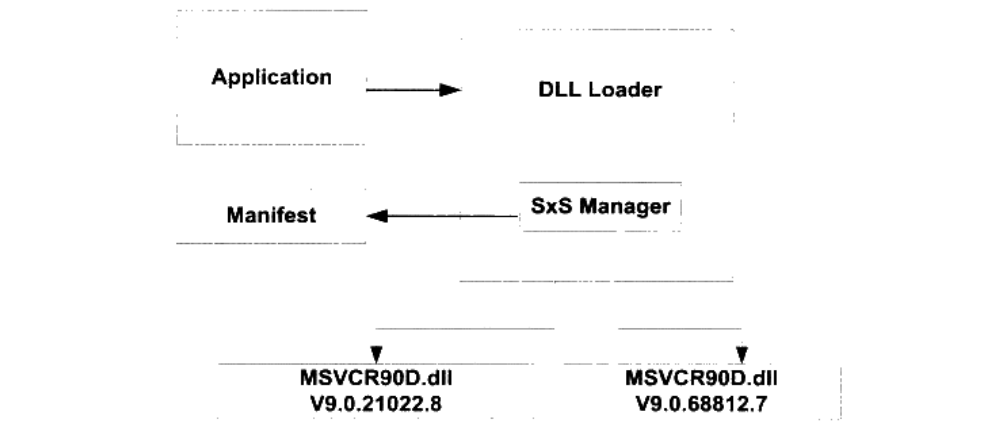 Application
DLL Loader
Manifest
SxS Manager
MSVCR90D.dll
V9.0.21022.8
MSVCR90D.dll
V9.0.68812.7